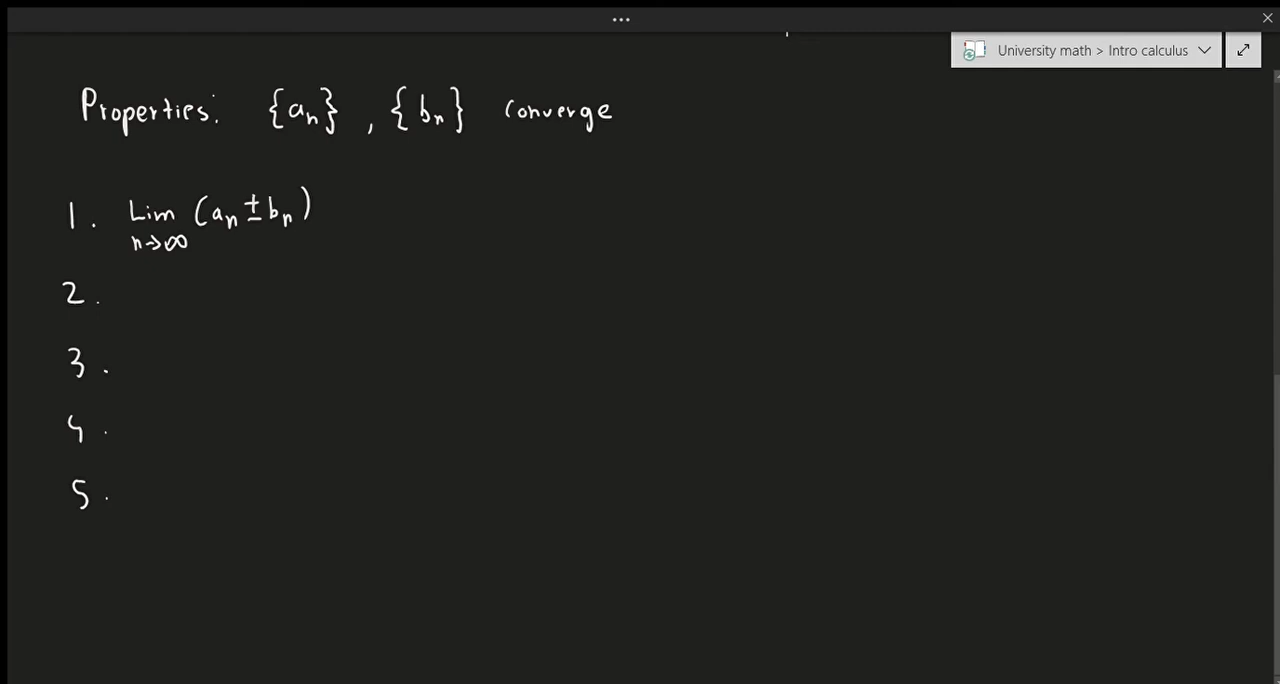 ...
University math > Intro calculus
Properties: {aₙ} , {bₙ} converge
1. Lim (aₙ ± bₙ)
n→∞
2.
3.
4.
5.